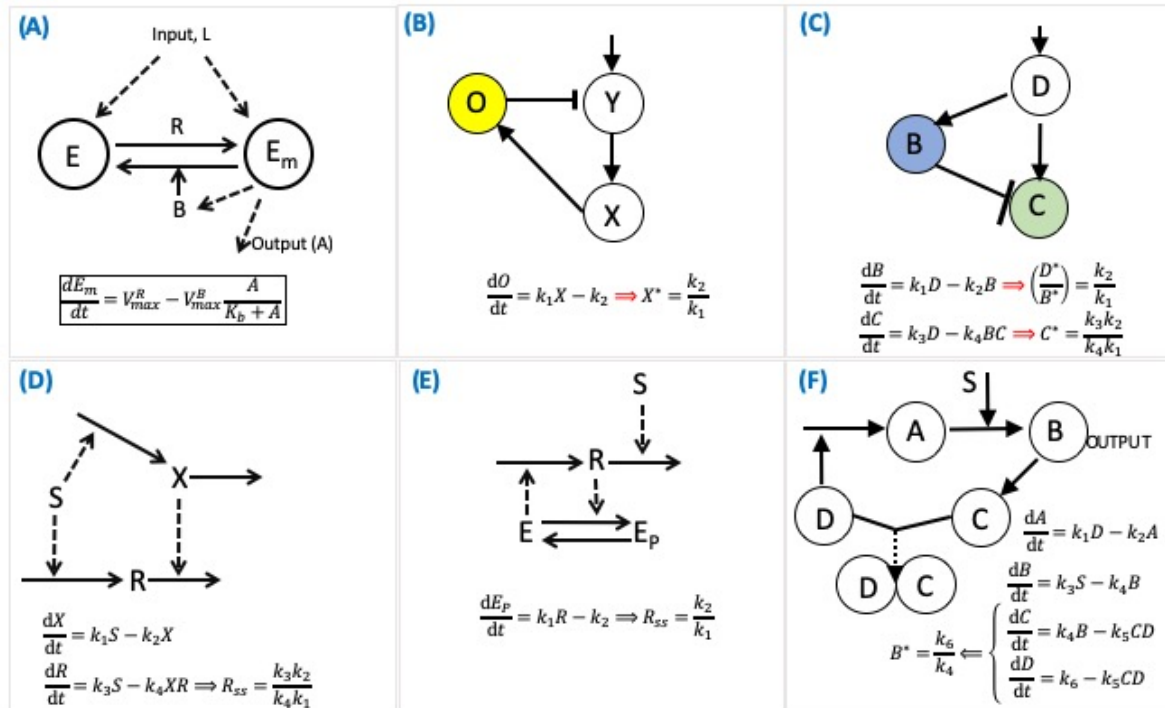 (A)
Input, L
E
R
E_m
B
Output (A)
dE_m/dt = V_max^R − V_max^B A/(K_b + A)
(B)
O
Y
X
dO/dt = k_1X − k_2 ⇒ X* = k_2/k_1
(C)
D
B
C
dB/dt = k_1D − k_2B ⇒ (D*/B*) = k_2/k_1
dC/dt = k_3D − k_4BC ⇒ C* = k_3k_2/k_4k_1
(D)
S
X
R
dX/dt = k_1S − k_2X
dR/dt = k_3S − k_4XR ⇒ R_ss = k_3k_2/k_4k_1
(E)
S
R
E
E_P
dE_P/dt = k_1R − k_2 ⇒ R_ss = k_2/k_1
(F)
S
A
B
OUTPUT
D
C
D C
dA/dt = k_1D − k_2A
dB/dt = k_3S − k_4B
dC/dt = k_4B − k_5CD
B* = k_6/k_4 ⇐
dD/dt = k_6 − k_5CD